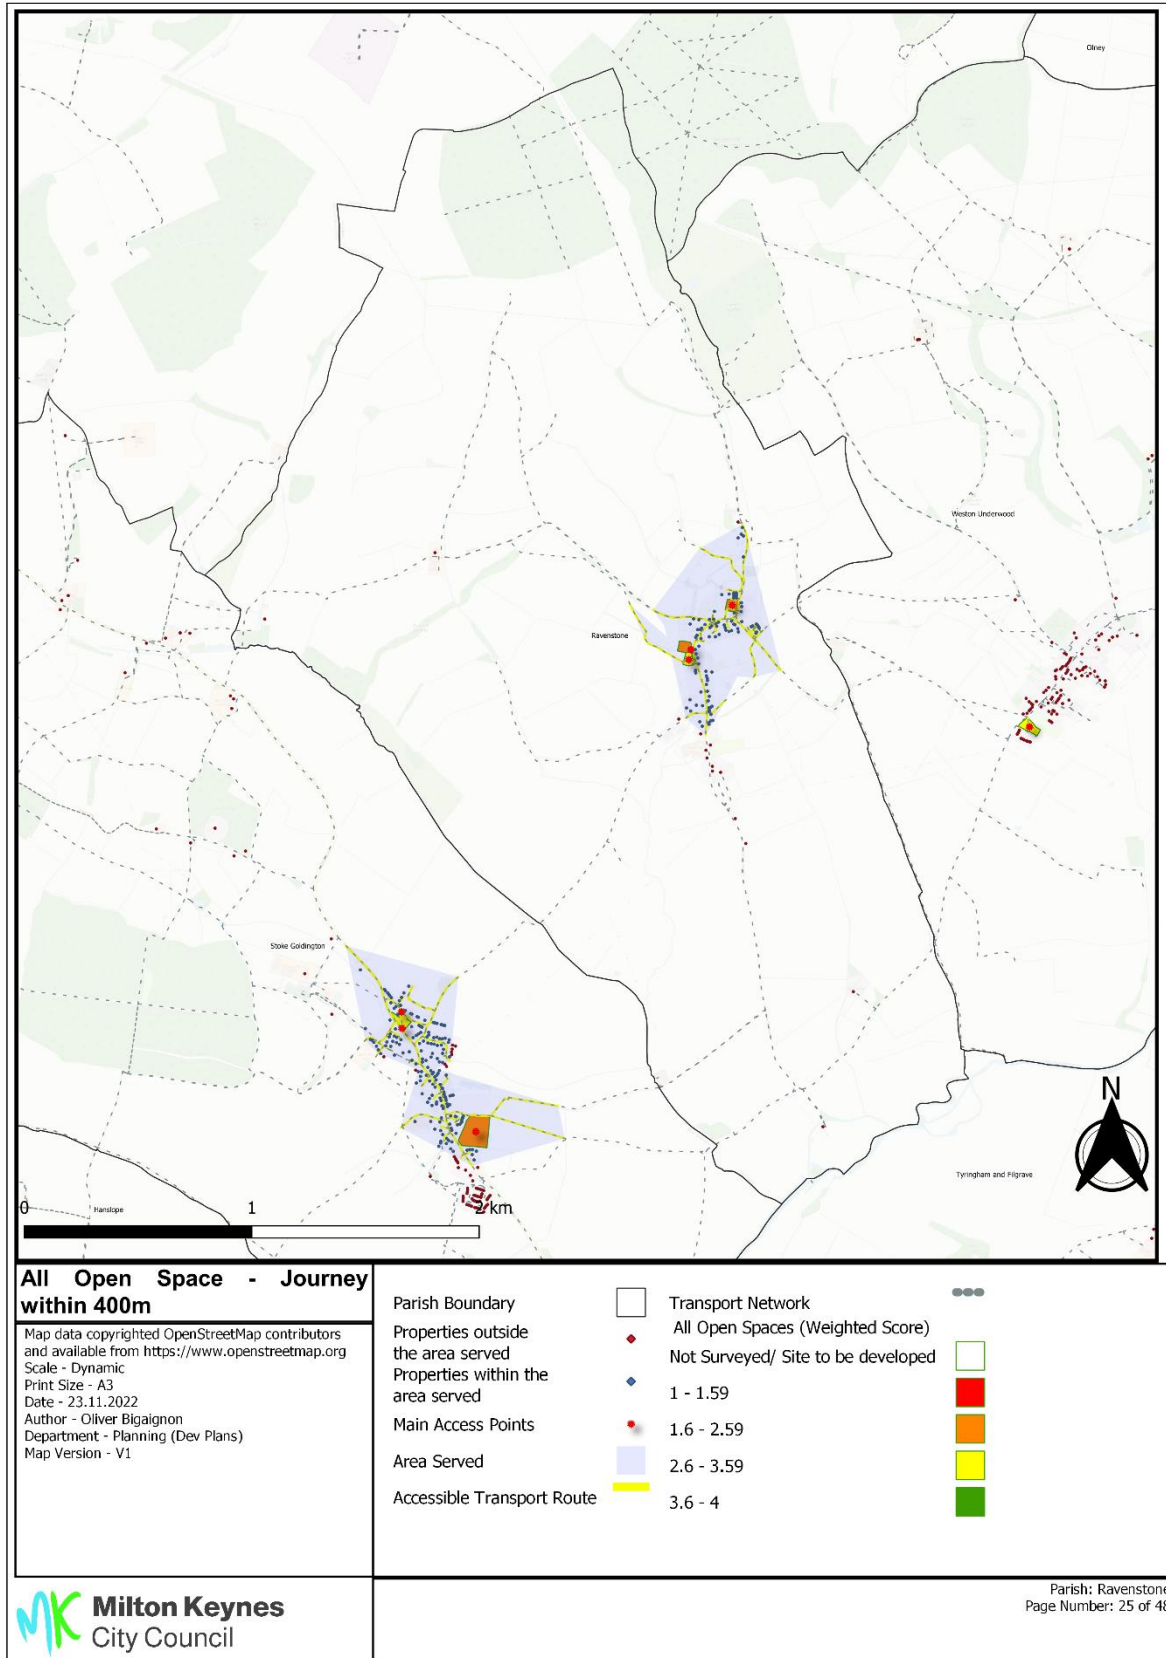 Olney
Weston Underwood
Ravenstone
Stoke Goldington
N
Tyringham and Filgrave
Hanslope
0 1 2 km
All Open Space - Journey
within 400m
Map data copyrighted OpenStreetMap contributors
and available from https://www.openstreetmap.org
Scale - Dynamic
Print Size - A3
Date - 23.11.2022
Author - Oliver Bigaignon
Department - Planning (Dev Plans)
Map Version - V1
Parish Boundary
Properties outside
the area served
Properties within the
area served
Main Access Points
Area Served
Accessible Transport Route
Transport Network
All Open Spaces (Weighted Score)
Not Surveyed/ Site to be developed
1 - 1.59
1.6 - 2.59
2.6 - 3.59
3.6 - 4
MK Milton Keynes
City Council
Parish: Ravenstone
Page Number: 25 of 48